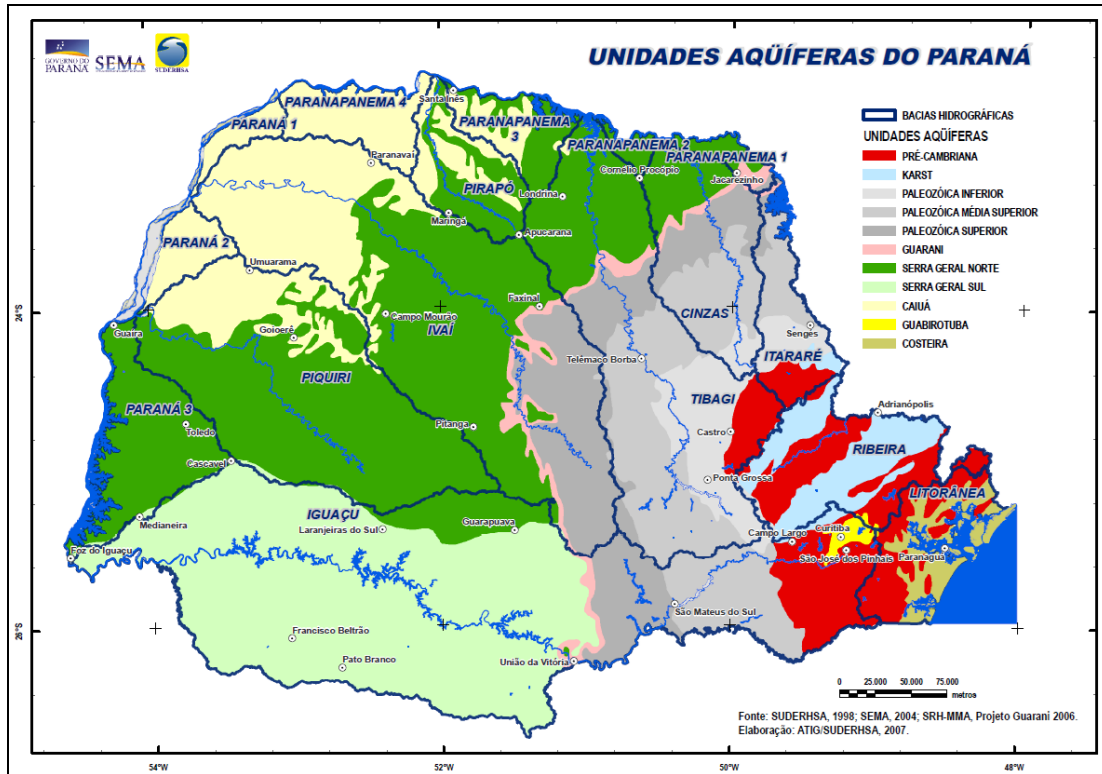 GOVERNO DO
PARANÁ
SEMA
SUDERHSA
UNIDADES AQÜÍFERAS DO PARANÁ
BACIAS HIDROGRÁFICAS
UNIDADES AQÜÍFERAS
PRÉ-CAMBRIANA
KARST
PALEOZÓICA INFERIOR
PALEOZÓICA MÉDIA SUPERIOR
PALEOZÓICA SUPERIOR
GUARANI
SERRA GERAL NORTE
SERRA GERAL SUL
CAIUÁ
GUABIROTUBA
COSTEIRA
PARANAPANEMA 4
Santa Inês
PARANÁ 1
PARANAPANEMA
3
PARANAPANEMA 2
PARANAPANEMA 1
Paranavaí
Cornélio Procópio
Jacarezinho
PIRAPÓ
Londrina
Maringá
Apucarana
PARANÁ 2
Umuarama
Faxinal
CINZAS
Guaíra
Campo Mourão
IVAÍ
Goioerê
Sengés
Telêmaco Borba
ITARARÉ
PIQUIRI
TIBAGI
PARANÁ 3
Toledo
Pitanga
Castro
Adrianópolis
RIBEIRA
Cascavel
Ponta Grossa
LITORÂNEA
IGUAÇU
Medianeira
Laranjeiras do Sul
Guarapuava
Campo Largo
Curitiba
Foz do Iguaçu
São José dos Pinhais
Paranaguá
São Mateus do Sul
Francisco Beltrão
Pato Branco
União da Vitória
0 25.000 50.000 75.000
metros
Fonte: SUDERHSA, 1998; SEMA, 2004; SRH-MMA, Projeto Guarani 2006.
Elaboração: ATIG/SUDERHSA, 2007.
24°S
24°S
26°S
26°S
54°W
52°W
50°W
48°W